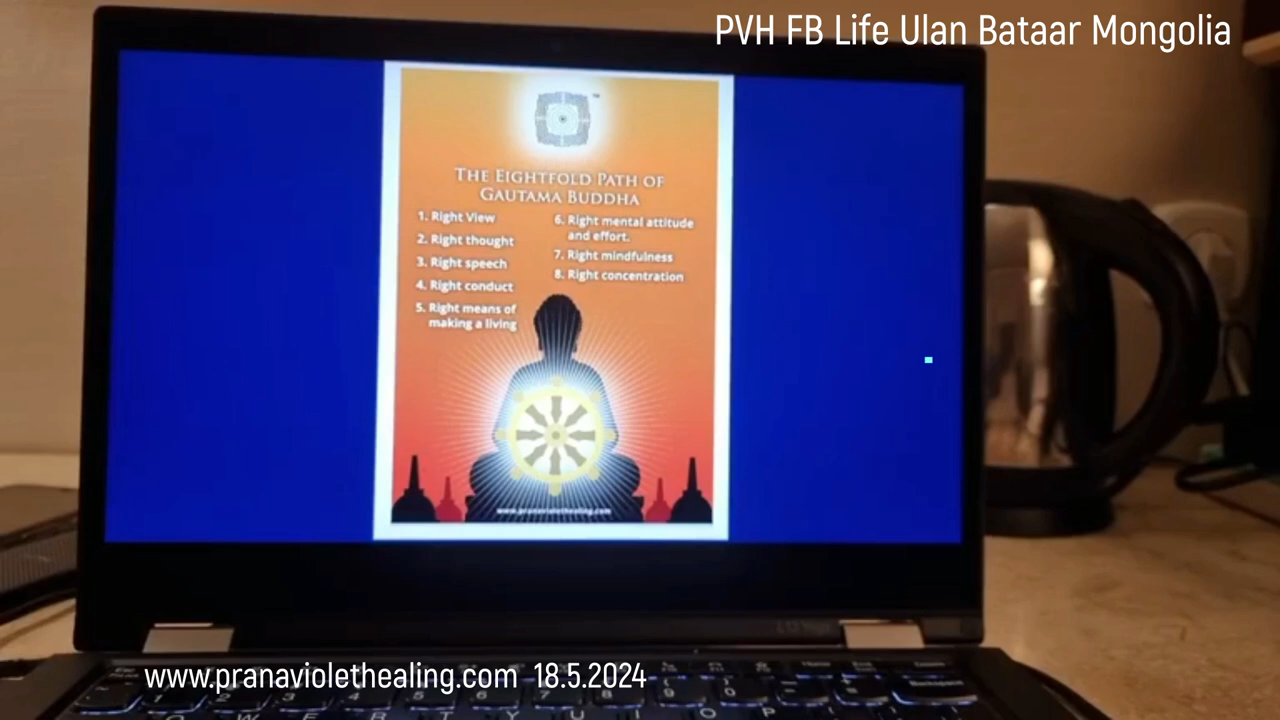 PVH FB Life Ulan Bataar Mongolia
TM
THE EIGHTFOLD PATH OF
GAUTAMA BUDDHA
1. Right View
2. Right thought
3. Right speech
4. Right conduct
5. Right means of
making a living
6. Right mental attitude
and effort.
7. Right mindfulness
8. Right concentration
www.pranaviolethealing.com
www.pranaviolethealing.com 18.5.2024